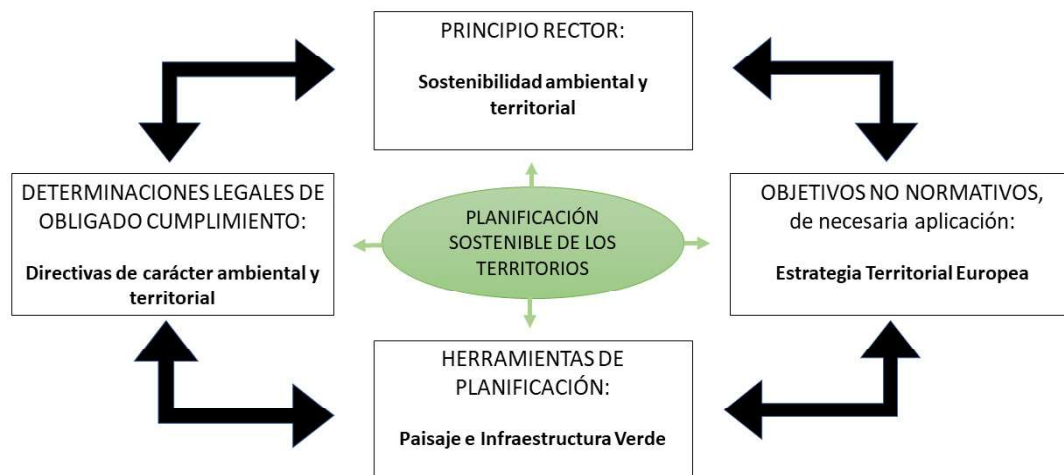 PRINCIPIO RECTOR:
Sostenibilidad ambiental y
territorial
DETERMINACIONES LEGALES DE
OBLIGADO CUMPLIMIENTO:
Directivas de carácter ambiental y
territorial
PLANIFICACIÓN
SOSTENIBLE DE LOS
TERRITORIOS
OBJETIVOS NO NORMATIVOS,
de necesaria aplicación:
Estrategia Territorial Europea
HERRAMIENTAS DE
PLANIFICACIÓN:
Paisaje e Infraestructura Verde